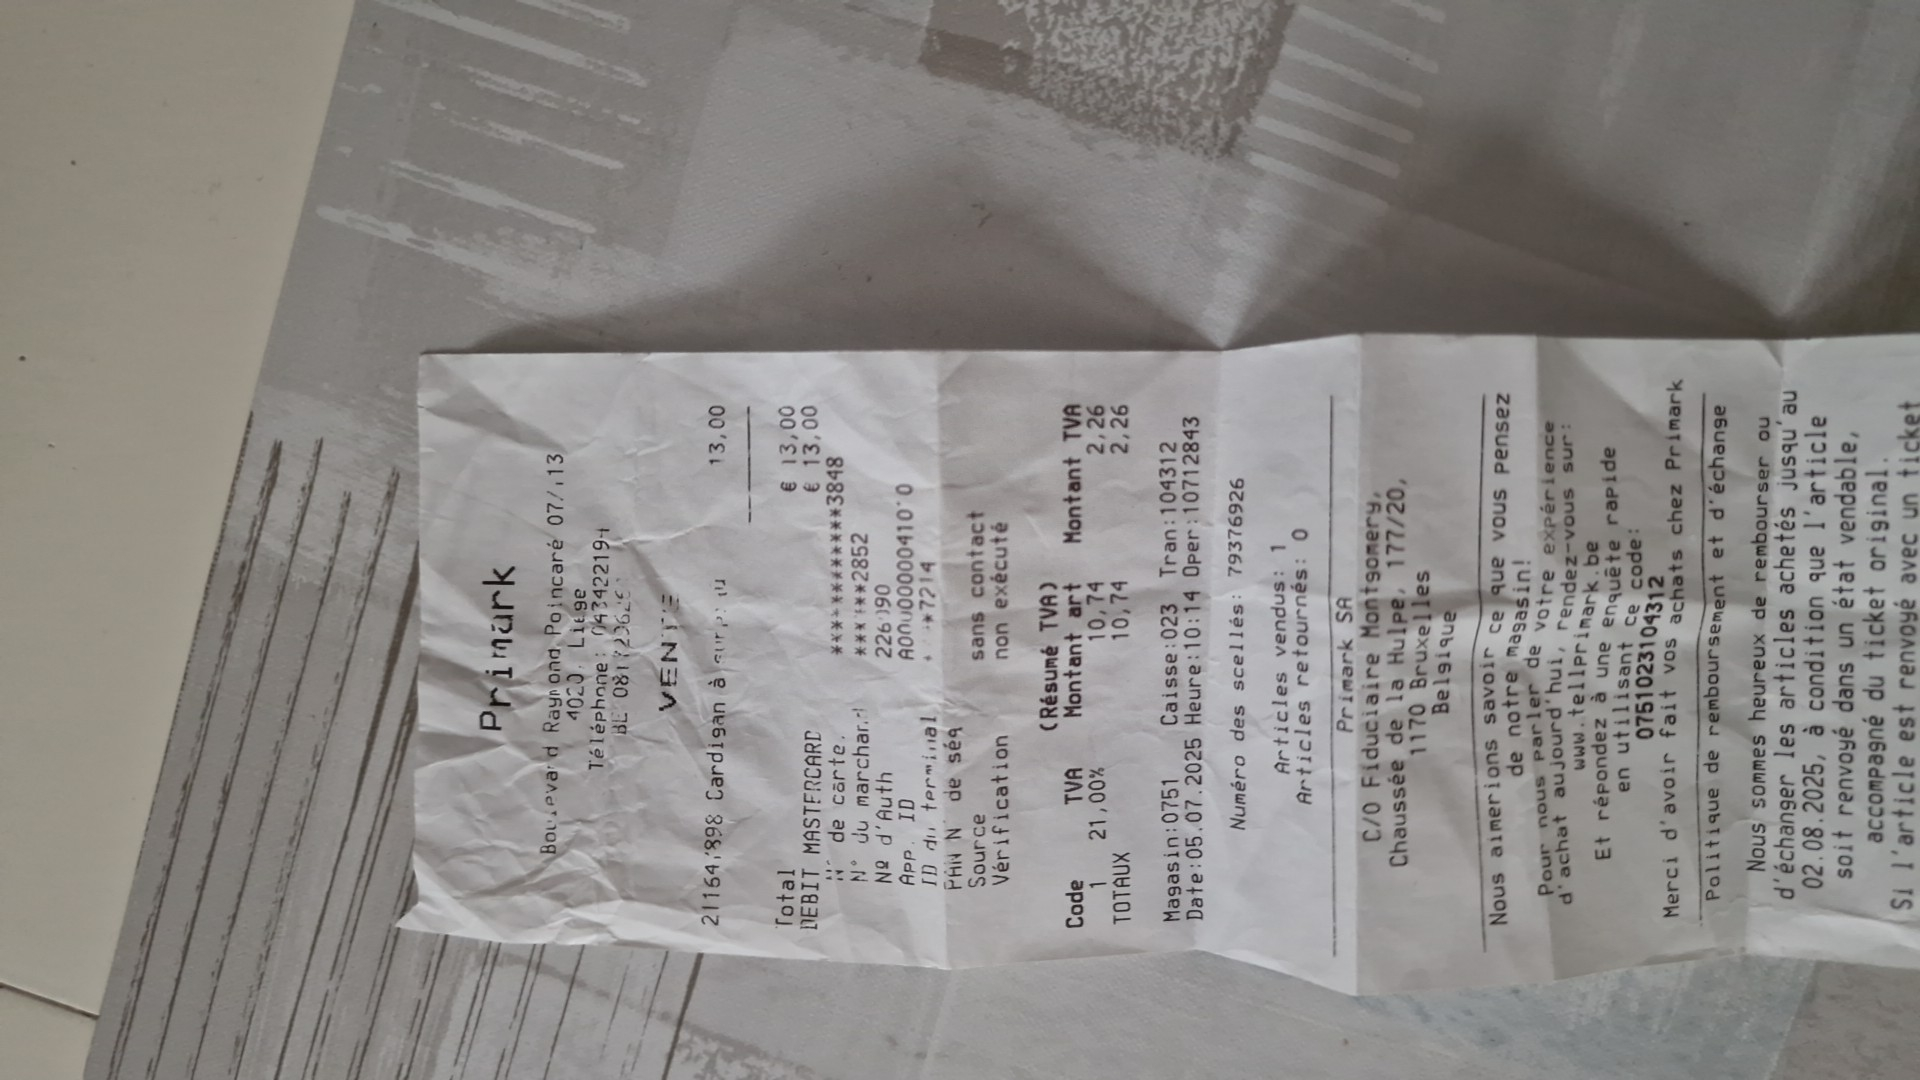 Primark
Boulevard Raymond Poincaré 07/,13
4020. Liège
Téléphone:
VENTE
Cardigan à 13,00
Total € 13,00
DEBIT MASTERCARD € 13,00
N° de carte. 3848
N° du marchand 2852
Nº d'Auth
App. ID
ID du terminal 7214
PAN N° de séq
Source sans contact
Vérification non exécuté
(Résumé TVA)
Code TVA Montant art Montant TVA
1 21,00% 10,74 2,26
TOTAUX 10,74 2,26
Magasin:0751 Caisse:023 Tran:104312
Date:05.07.2025 Heure:10:14 Oper:10712843
Numéro des scellés: 79376926
Articles vendus: 1
Articles retournés: 0
Primark SA
C/O Fiduciaire Montgomery,
Chaussée de la Hulpe, 177/20,
1170 Bruxelles
Belgique
Nous aimerions savoir ce que vous pensez
de notre magasin!
Pour nous parler de votre expérience
d'achat aujourd'hui, rendez-vous sur:
www.tellprimark.be
Et répondez à une enquête rapide
en utilisant ce code:
075102310431​2
Merci d'avoir fait vos achats chez Primark
Politique de remboursement et d'échange
Nous sommes heureux de rembourser ou
d'échanger les articles achetés jusqu'au
02.08.2025, à condition que l'article
soit renvoyé dans un état vendable,
accompagné du ticket original.
Si l'article est renvoyé avec un ticket